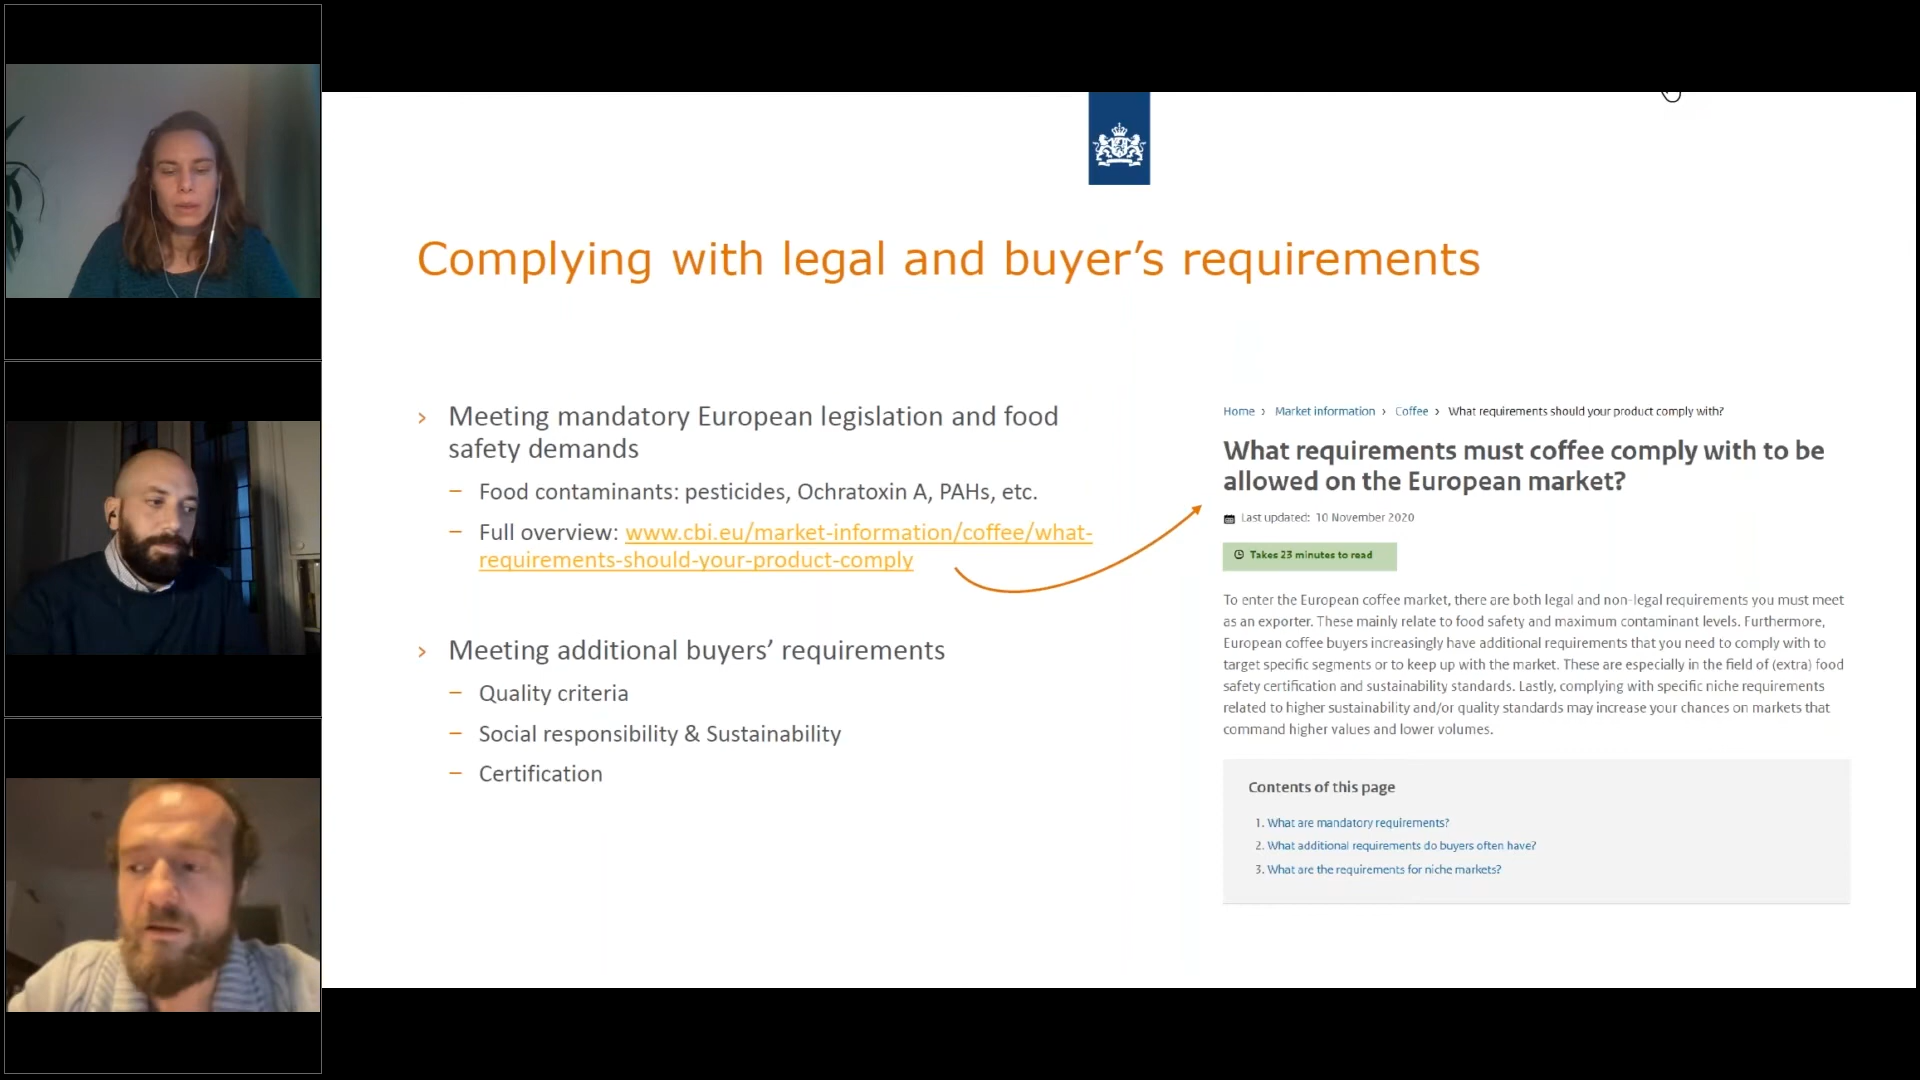 Complying with legal and buyer’s requirements
› Meeting mandatory European legislation and food
safety demands
– Food contaminants: pesticides, Ochratoxin A, PAHs, etc.
– Full overview: www.cbi.eu/market-information/coffee/what-
requirements-should-your-product-comply
› Meeting additional buyers’ requirements
– Quality criteria
– Social responsibility & Sustainability
– Certification
Home › Market information › Coffee › What requirements should your product comply with?
What requirements must coffee comply with to be
allowed on the European market?
Last updated: 10 November 2020
Takes 23 minutes to read
To enter the European coffee market, there are both legal and non-legal requirements you must meet
as an exporter. These mainly relate to food safety and maximum contaminant levels. Furthermore,
European coffee buyers increasingly have additional requirements that you need to comply with to
target specific segments or to keep up with the market. These are especially in the field of (extra) food
safety certification and sustainability standards. Lastly, complying with specific niche requirements
related to higher sustainability and/or quality standards may increase your chances on markets that
command higher values and lower volumes.
Contents of this page
1. What are mandatory requirements?
2. What additional requirements do buyers often have?
3. What are the requirements for niche markets?